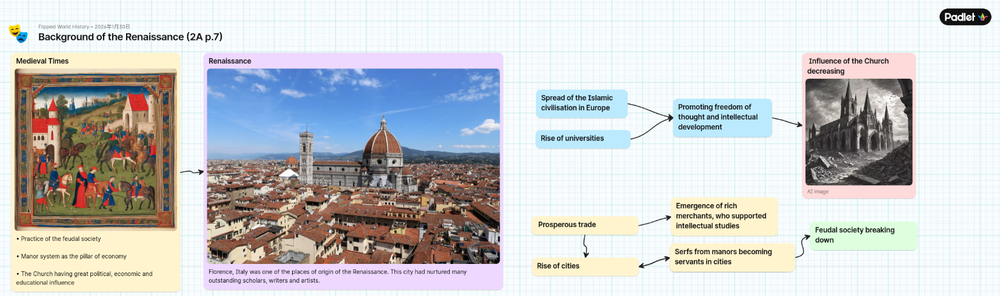 Padlet
Flipped World History • 2026年1月30日
Background of the Renaissance (2A p.7)
Medieval Times
• Practice of the feudal society
• Manor system as the pillar of economy
• The Church having great political, economic and
educational influence
Renaissance
Florence, Italy was one of the places of origin of the Renaissance. This city had nurtured many
outstanding scholars, writers and artists.
Spread of the Islamic
civilisation in Europe
Rise of universities
Promoting freedom of
thought and intellectual
development
Influence of the Church
decreasing
AI image
Prosperous trade
Emergence of rich
merchants, who supported
intellectual studies
Rise of cities
Serfs from manors becoming
servants in cities
Feudal society breaking
down